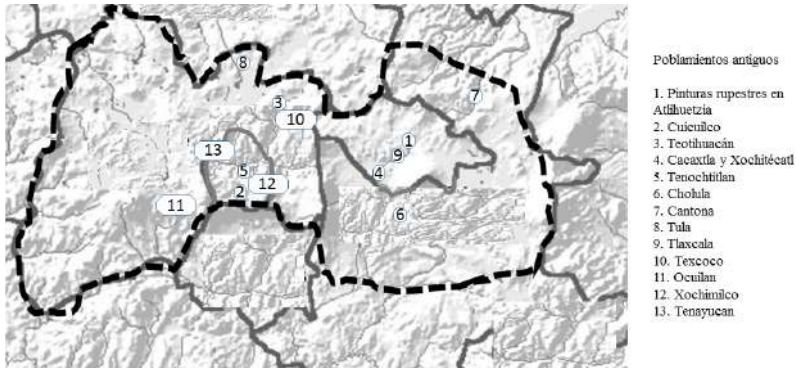 8
7
3
10
1
13
9
5
4
12
2
11
6
Poblamientos antiguos
1. Pinturas rupestres en
Atlihuetzia
2. Cuicuilco
3. Teotihuacán
4. Cacaxtla y Xochitécatl
5. Tenochtitlan
6. Cholula
7. Cantona
8. Tula
9. Tlaxcala
10. Texcoco
11. Ocuilan
12. Xochimilco
13. Tenayucan